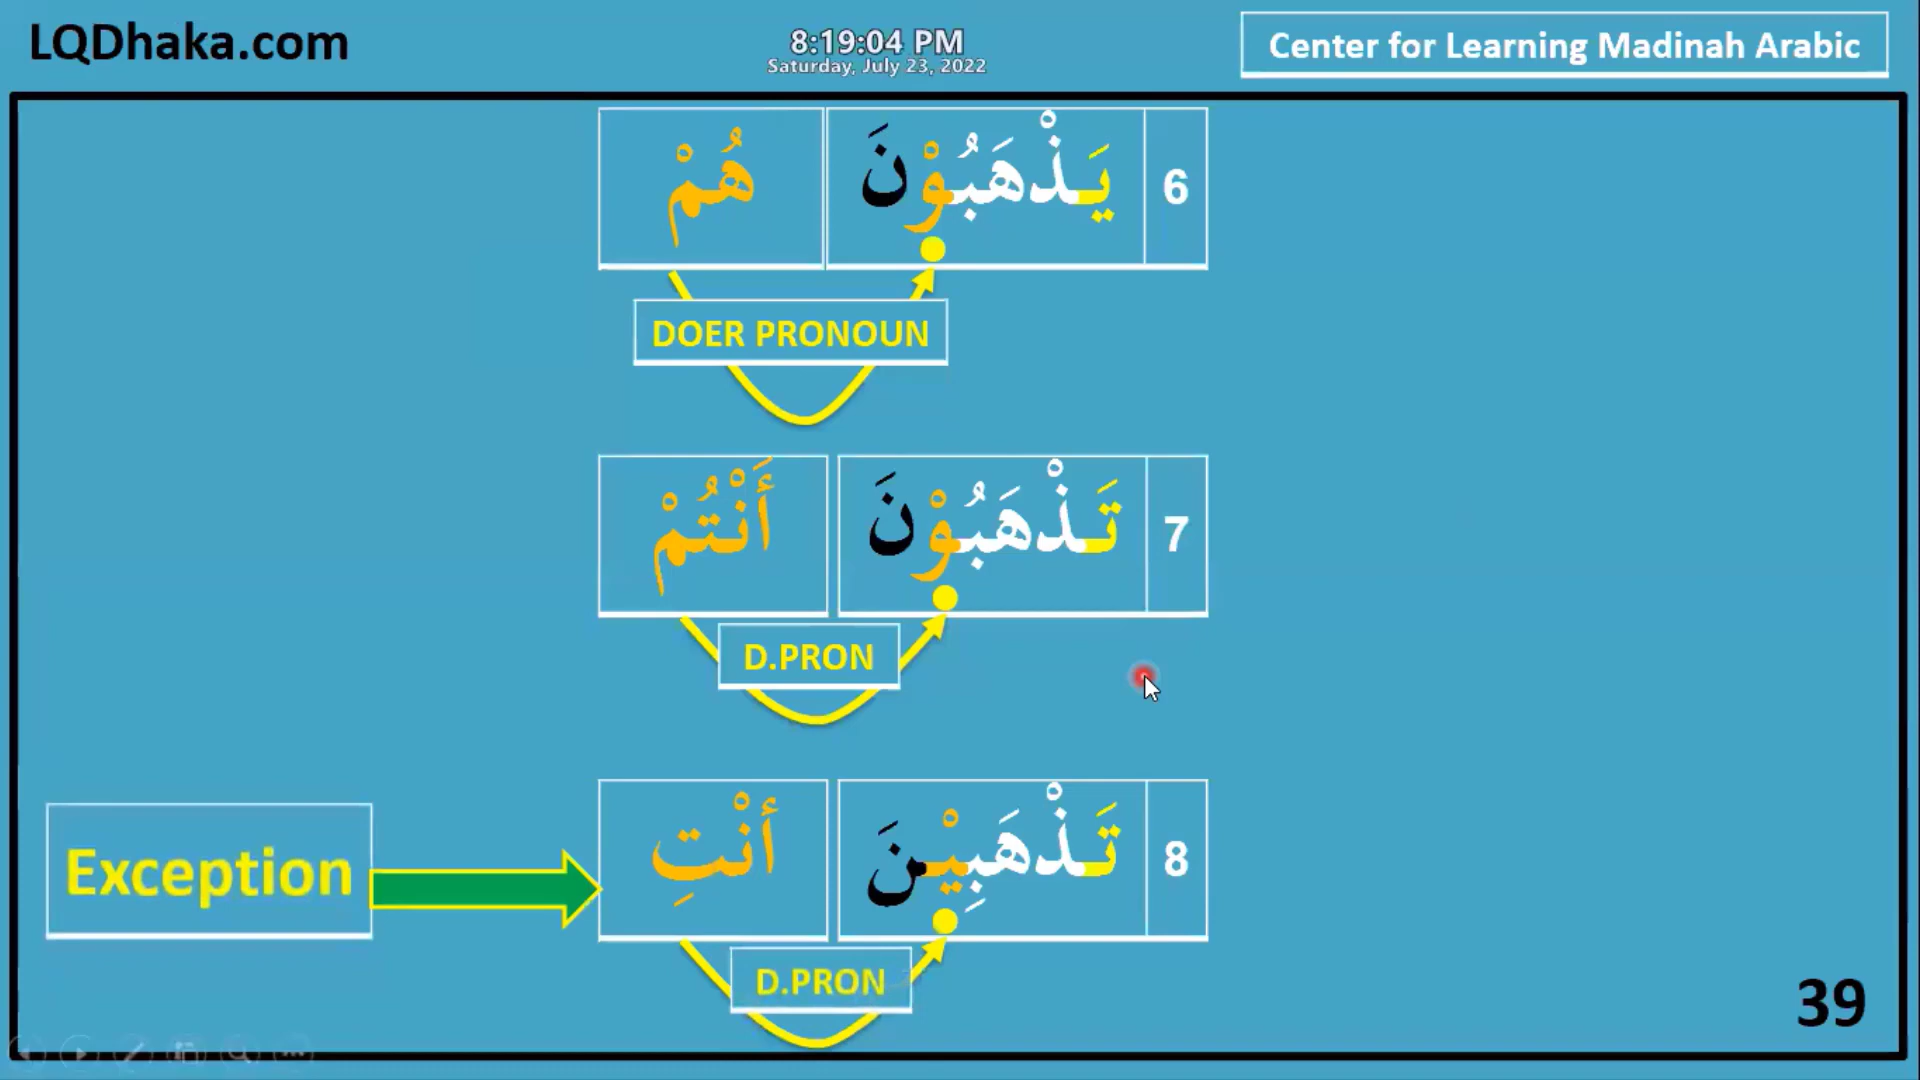 LQDhaka.com
8:19:04 PM
Saturday, July 23, 2022
Center for Learning Madinah Arabic
6 يَذْهَبُوْنَ هُمْ
DOER PRONOUN
7 تَذْهَبُوْنَ أَنْتُمْ
D.PRON
8 تَذْهَبِيْنَ أنْتِ
Exception
D.PRON
39